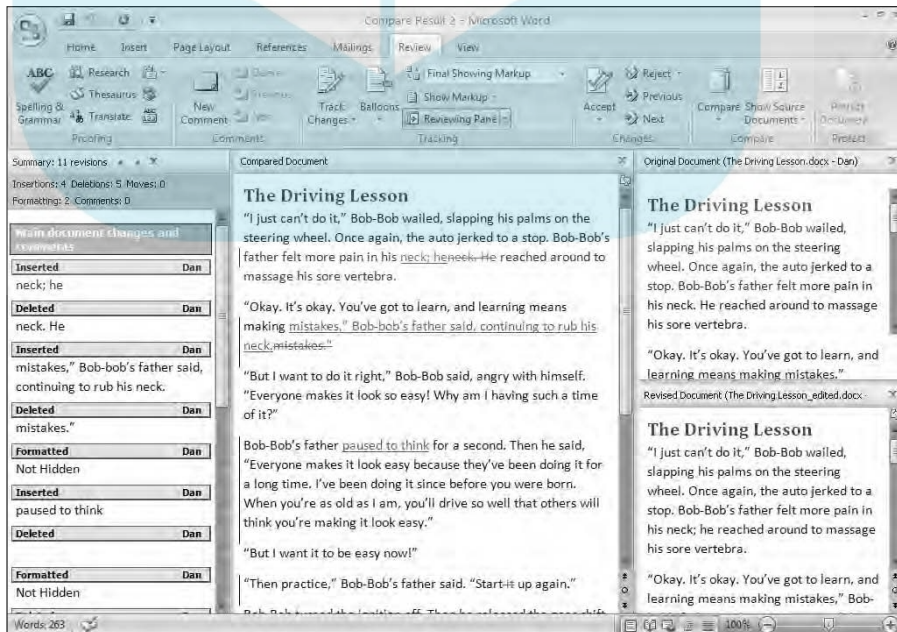 Compare Result 2 - Microsoft Word
Home Insert Page Layout References Mailings Review View
ABC Research Final Showing Markup Reject
Thesaurus Show Markup Previous
Spelling & Grammar Translate New Comment Track Changes Balloons Reviewing Pane Accept Next Compare Show Source Documents Protect Document
Proofing Comments Tracking Changes Compare Protect
Summary: 11 revisions
Insertions: 4 Deletions: 5 Moves: 0
Formatting: 2 Comments: 0
Main document changes and comments
Inserted Dan
neck; he
Deleted Dan
neck. He
Inserted Dan
mistakes,” Bob-bob’s father said,
continuing to rub his neck.
Deleted Dan
mistakes.”
Formatted Dan
Not Hidden
Inserted Dan
paused to think
Deleted Dan
Formatted Dan
Not Hidden
Words: 263
Compared Document
The Driving Lesson
“I just can’t do it,” Bob-Bob wailed, slapping his palms on the
steering wheel. Once again, the auto jerked to a stop. Bob-Bob’s
father felt more pain in his neck; heneck. He reached around to
massage his sore vertebra.
“Okay. It’s okay. You’ve got to learn, and learning means
making mistakes,” Bob-bob’s father said, continuing to rub his
neck.mistakes.”
“But I want to do it right,” Bob-Bob said, angry with himself.
“Everyone makes it look so easy! Why am I having such a time
of it?”
Bob-Bob’s father paused to think for a second. Then he said,
“Everyone makes it look easy because they’ve been doing it for
a long time. I’ve been doing it since before you were born.
When you’re as old as I am, you’ll drive so well that others will
think you’re making it look easy.”
“But I want it to be easy now!”
“Then practice,” Bob-Bob’s father said. “Start it up again.”
Bob-Bob turned the ignition off. Then he released the gear shift
Original Document (The Driving Lesson.docx - Dan)
The Driving Lesson
“I just can’t do it,” Bob-Bob wailed,
slapping his palms on the steering
wheel. Once again, the auto jerked to a
stop. Bob-Bob’s father felt more pain in
his neck. He reached around to massage
his sore vertebra.
“Okay. It’s okay. You’ve got to learn, and
learning means making mistakes.”
Revised Document (The Driving Lesson_edited.docx -
The Driving Lesson
“I just can’t do it,” Bob-Bob wailed,
slapping his palms on the steering
wheel. Once again, the auto jerked to a
stop. Bob-Bob’s father felt more pain in
his neck; he reached around to massage
his sore vertebra.
“Okay. It’s okay. You’ve got to learn, and
learning means making mistakes,” Bob-
100%